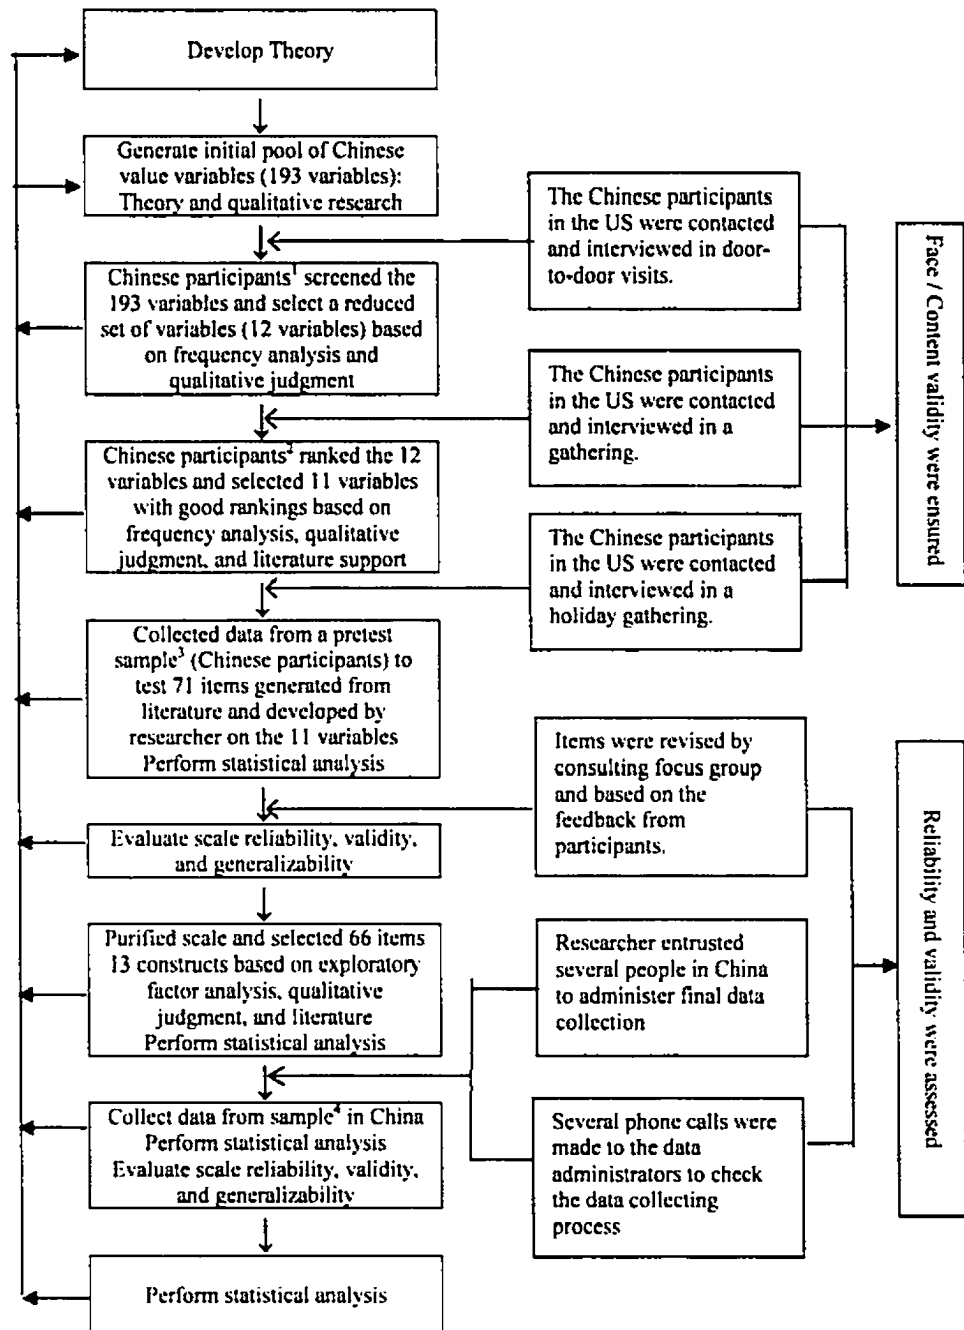 Develop Theory
Generate initial pool of Chinese
value variables (193 variables):
Theory and qualitative research
Chinese participants¹ screened the
193 variables and select a reduced
set of variables (12 variables) based
on frequency analysis and
qualitative judgment
Chinese participants² ranked the 12
variables and selected 11 variables
with good rankings based on
frequency analysis, qualitative
judgment, and literature support
Collected data from a pretest
sample³ (Chinese participants) to
test 71 items generated from
literature and developed by
researcher on the 11 variables
Perform statistical analysis
Evaluate scale reliability, validity,
and generalizability
Purified scale and selected 66 items
13 constructs based on exploratory
factor analysis, qualitative
judgment, and literature
Perform statistical analysis
Collect data from sample⁴ in China
Perform statistical analysis
Evaluate scale reliability, validity,
and generalizability
Perform statistical analysis
The Chinese participants
in the US were contacted
and interviewed in door-
to-door visits.
The Chinese participants
in the US were contacted
and interviewed in a
gathering.
The Chinese participants
in the US were contacted
and interviewed in a
holiday gathering.
Items were revised by
consulting focus group
and based on the
feedback from
participants.
Researcher entrusted
several people in China
to administer final data
collection
Several phone calls were
made to the data
administrators to check
the data collecting
process
Face / Content validity were ensured
Reliability and validity were assessed